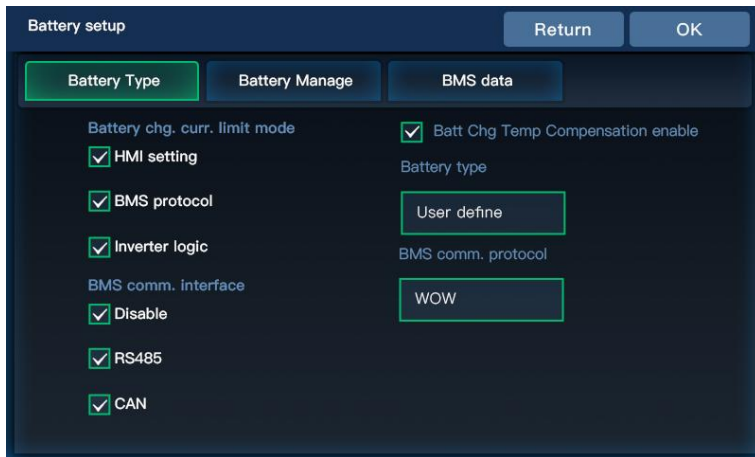 Battery setup
Return
OK
Battery Type
Battery Manage
BMS data
Battery chg. curr. limit mode
HMI setting
BMS protocol
Inverter logic
BMS comm. interface
Disable
RS485
CAN
Batt Chg Temp Compensation enable
Battery type
User define
BMS comm. protocol
WOW